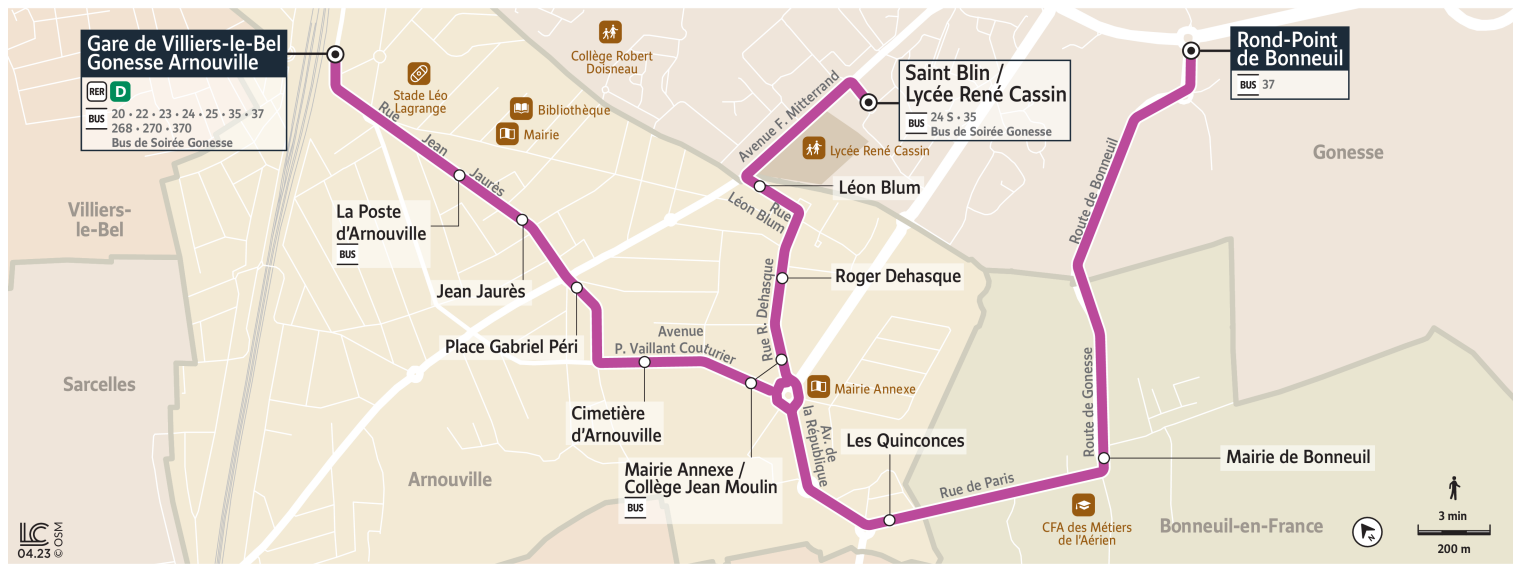 Gare de Villiers-le-Bel
Gonesse Arnouville
RER D
BUS 20 • 22 • 23 • 24 • 25 • 35 • 37
268 • 270 • 370
Bus de Soirée Gonesse
Stade Léo
Lagrange
Bibliothèque
Mairie
Collège Robert
Doisneau
Saint Blin /
Lycée René Cassin
BUS 24 S • 35
Bus de Soirée Gonesse
Lycée René Cassin
Rond-Point
de Bonneuil
BUS 37
Gonesse
Villiers-
le-Bel
Sarcelles
Arnouville
Bonneuil-en-France
Rue Jean Jaurès
Avenue F. Mitterrand
Rue
Léon Blum
Rue R. Dehasque
Avenue
P. Vaillant Couturier
Av. de
la République
Rue de Paris
Route de Gonesse
Route de Bonneuil
La Poste
d'Arnouville
BUS
Jean Jaurès
Place Gabriel Péri
Cimetière
d'Arnouville
Mairie Annexe /
Collège Jean Moulin
BUS
Léon Blum
Roger Dehasque
Mairie Annexe
Les Quinconces
Mairie de Bonneuil
CFA des Métiers
de l'Aérien
N
3 min
200 m
LC
04.23 © OSM